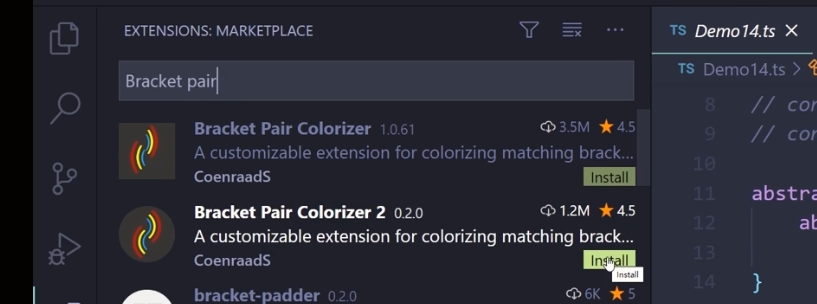 EXTENSIONS: MARKETPLACE
Bracket pair
Bracket Pair Colorizer 1.0.61 3.5M 4.5
A customizable extension for colorizing matching brack...
CoenraadS Install
Bracket Pair Colorizer 2 0.2.0 1.2M 4.5
A customizable extension for colorizing matching brack...
CoenraadS Install
Install
bracket-padder 0.2.0 6K 5
TS Demo14.ts ×
TS Demo14.ts >
8 // con
9 // con
10
11 abstra
12 ab
13
14 }